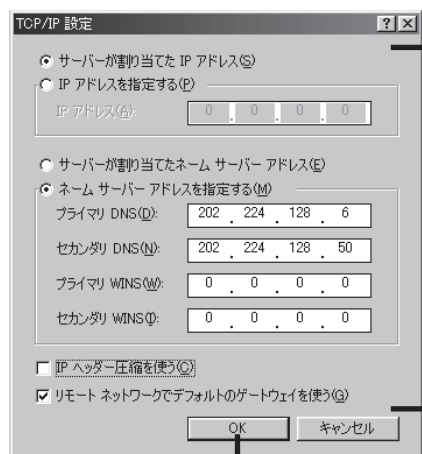 TCP/IP 設定
サーバーが割り当てた IP アドレス(S)
IP アドレスを指定する(P)
IP アドレス(A): 0 . 0 . 0 . 0
サーバーが割り当てたネーム サーバー アドレス(E)
ネーム サーバー アドレスを指定する(M)
プライマリ DNS(D): 202 . 224 . 128 . 6
セカンダリ DNS(N): 202 . 224 . 128 . 50
プライマリ WINS(W): 0 . 0 . 0 . 0
セカンダリ WINS(I): 0 . 0 . 0 . 0
IP ヘッダー圧縮を使う(C)
リモート ネットワークでデフォルトのゲートウェイを使う(G)
OK キャンセル